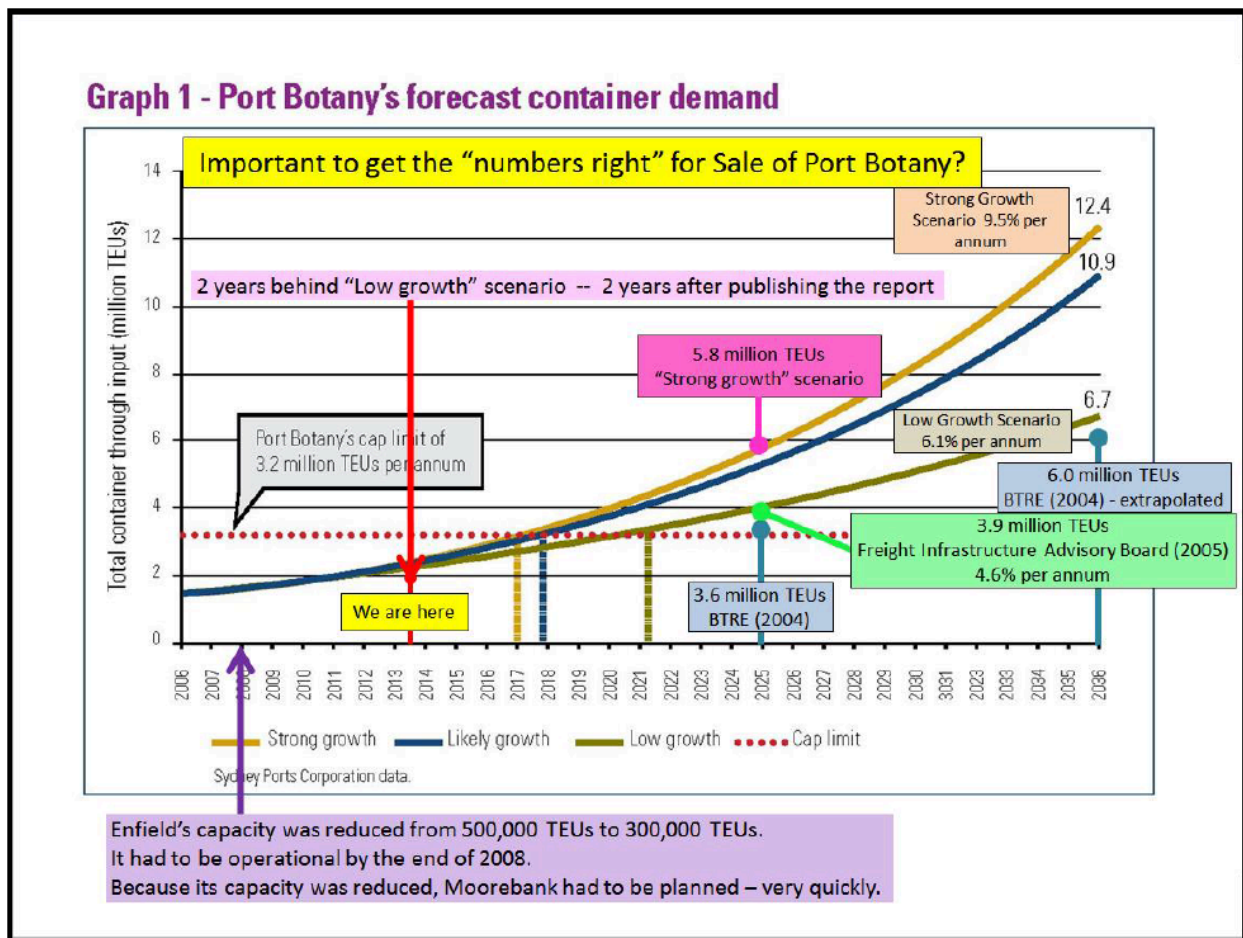 Graph 1 - Port Botany's forecast container demand
Important to get the “numbers right” for Sale of Port Botany?
Strong Growth
Scenario 9.5% per
annum
12.4
10.9
2 years behind “Low growth” scenario -- 2 years after publishing the report
5.8 million TEUs
“Strong growth” scenario
6.7
Low Growth Scenario
6.1% per annum
Port Botany's cap limit of
3.2 million TEUs per annum
6.0 million TEUs
BTRE (2004) - extrapolated
3.9 million TEUs
Freight Infrastructure Advisory Board (2005)
4.6% per annum
3.6 million TEUs
BTRE (2004)
We are here
Total container through input (million TEUs)
14
12
10
8
6
4
2
0
2006 2007 2008 2009 2010 2011 2012 2013 2014 2015 2016 2017 2018 2019 2020 2021 2022 2023 2024 2025 2026 2027 2028 2029 2030 3031 2032 2033 2034 2035 2036
Strong growth Likely growth Low growth Cap limit
Sydney Ports Corporation data.
Enfield’s capacity was reduced from 500,000 TEUs to 300,000 TEUs.
It had to be operational by the end of 2008.
Because its capacity was reduced, Moorebank had to be planned – very quickly.